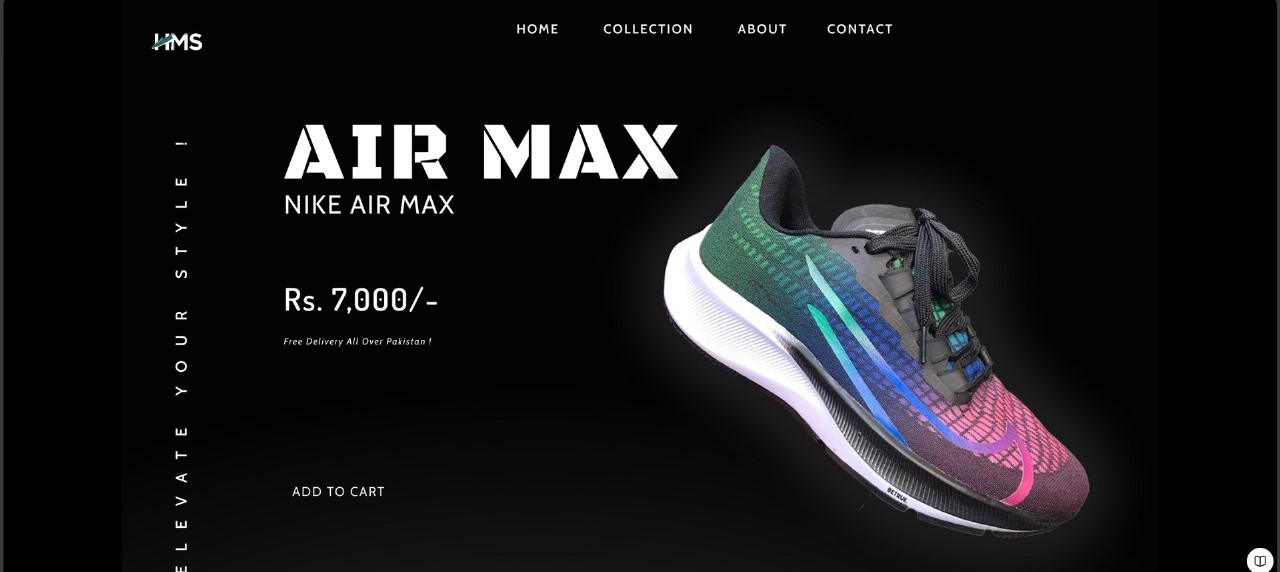 HMS
HOME COLLECTION ABOUT CONTACT
ELEVATE YOUR STYLE !
AIR MAX
NIKE AIR MAX
Rs. 7,000/-
Free Delivery All Over Pakistan !
ADD TO CART
BETRUE.